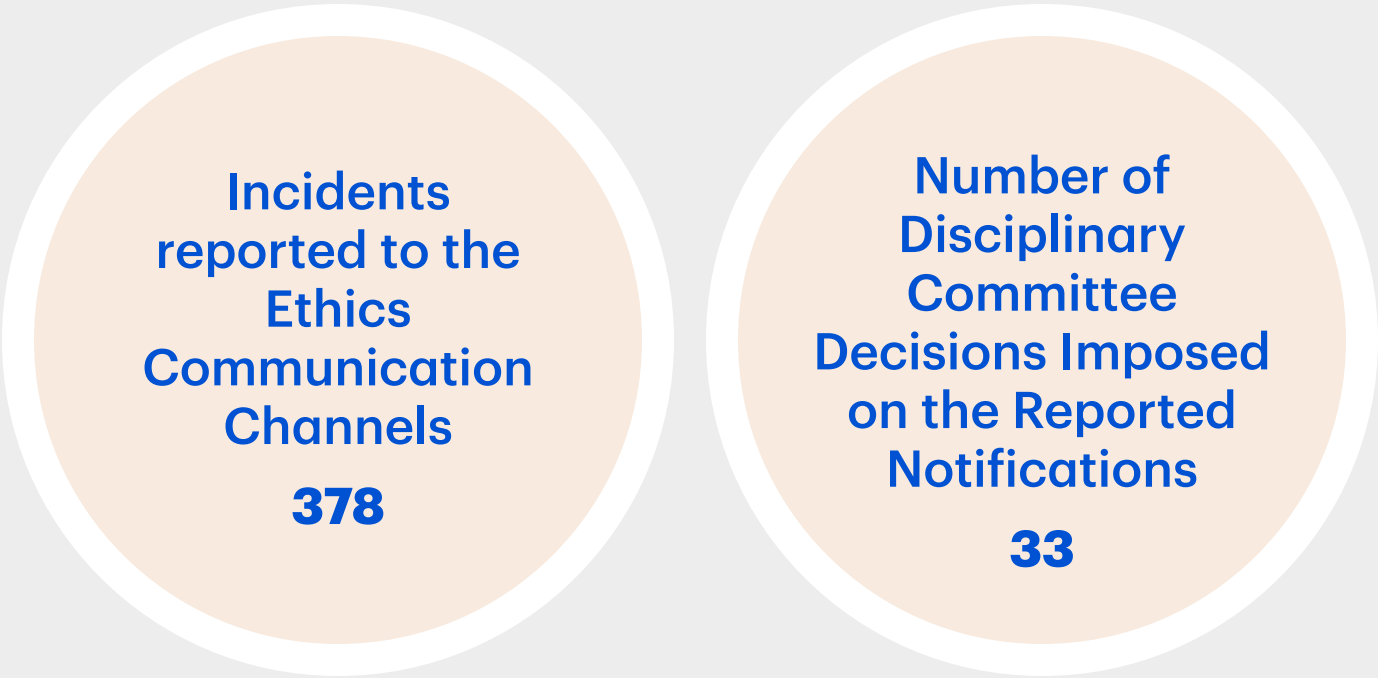 Incidents
reported to the
Ethics
Communication
Channels
378
Number of
Disciplinary
Committee
Decisions Imposed
on the Reported
Notifications
33